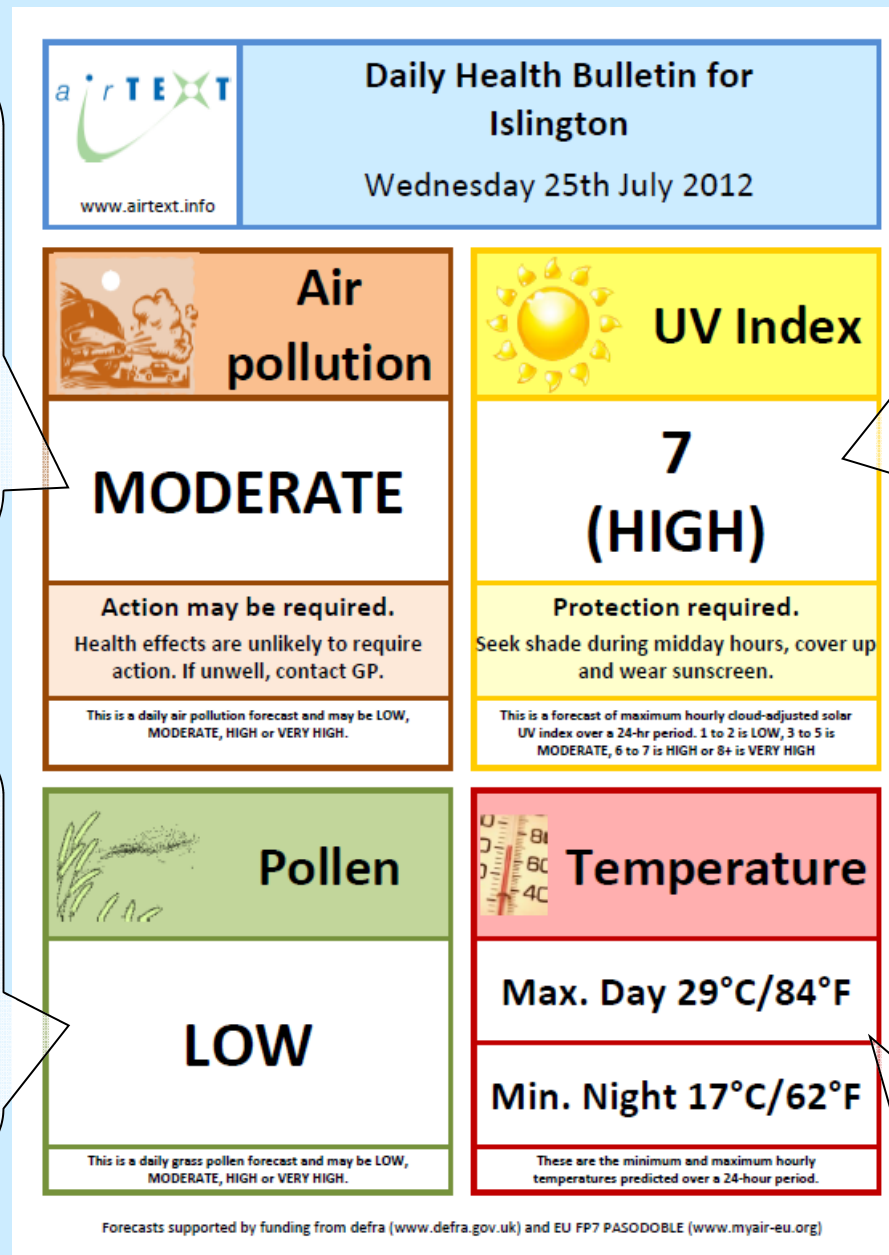 airTEXT
www.airtext.info
Daily Health Bulletin for
Islington
Wednesday 25th July 2012
Air
pollution
MODERATE
Action may be required.
Health effects are unlikely to require
action. If unwell, contact GP.
This is a daily air pollution forecast and may be LOW,
MODERATE, HIGH or VERY HIGH.
UV Index
7
(HIGH)
Protection required.
Seek shade during midday hours, cover up
and wear sunscreen.
This is a forecast of maximum hourly cloud-adjusted solar
UV index over a 24-hr period. 1 to 2 is LOW, 3 to 5 is
MODERATE, 6 to 7 is HIGH or 8+ is VERY HIGH
Pollen
LOW
This is a daily grass pollen forecast and may be LOW,
MODERATE, HIGH or VERY HIGH.
80
60
40
Temperature
Max. Day 29°C/84°F
Min. Night 17°C/62°F
These are the minimum and maximum hourly
temperatures predicted over a 24-hour period.
Forecasts supported by funding from defra (www.defra.gov.uk) and EU FP7 PASODOBLE (www.myair-eu.org)